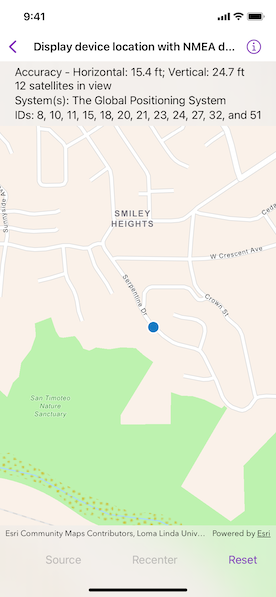 9:41
Display device location with NMEA d...
Accuracy - Horizontal: 15.4 ft; Vertical: 24.7 ft
12 satellites in view
System(s): The Global Positioning System
IDs: 8, 10, 11, 15, 18, 20, 21, 23, 24, 27, 32, and 51
Sunnyside Ave
SMILEY
HEIGHTS
Ceda
W Crescent Ave
Serpentine Dr
Crown St
San Timoteo
Nature
Sanctuary
Esri Community Maps Contributors, Loma Linda Univ...
Powered by Esri
Source
Recenter
Reset